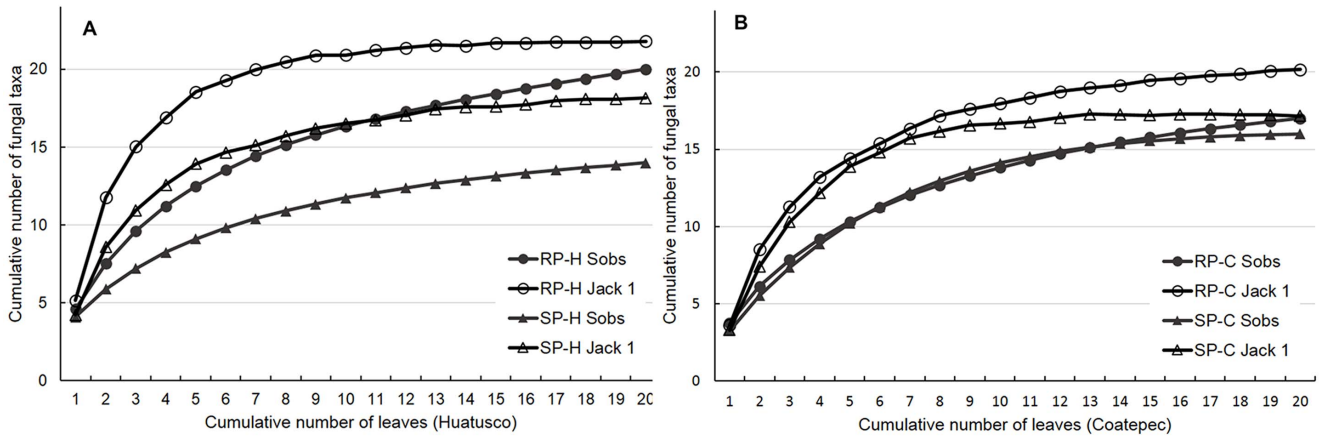 A
Cumulative number of fungal taxa
20
15
10
5
0
RP-H Sobs
RP-H Jack 1
SP-H Sobs
SP-H Jack 1
1 2 3 4 5 6 7 8 9 10 11 12 13 14 15 16 17 18 19 20
Cumulative number of leaves (Huatusco)
B
Cumulative number of fungal taxa
20
15
10
5
0
RP-C Sobs
RP-C Jack 1
SP-C Sobs
SP-C Jack 1
1 2 3 4 5 6 7 8 9 10 11 12 13 14 15 16 17 18 19 20
Cumulative number of leaves (Coatepec)